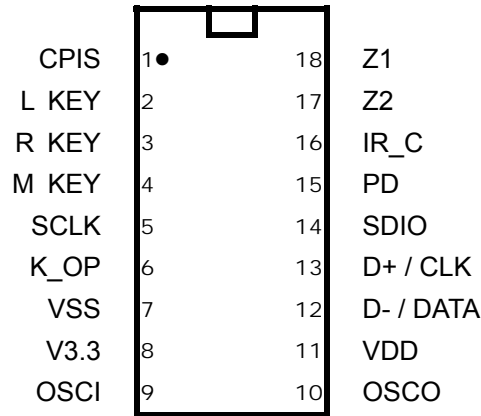 CPIS 1 18 Z1
L KEY 2 17 Z2
R KEY 3 16 IR_C
M KEY 4 15 PD
SCLK 5 14 SDIO
K_OP 6 13 D+ / CLK
VSS 7 12 D- / DATA
V3.3 8 11 VDD
OSCI 9 10 OSCO